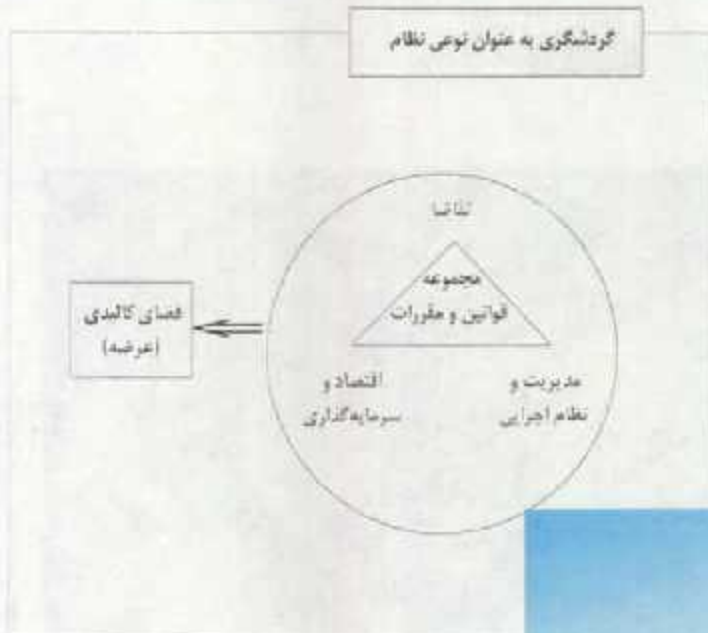 گردشگری به عنوان نوعی نظام
تقاضا
مجموعه
قوانین و مقررات
فضای کالبدی
(عرضه)
مدیریت و
نظام اجرایی
اقتصاد و
سرمایه‌گذاری